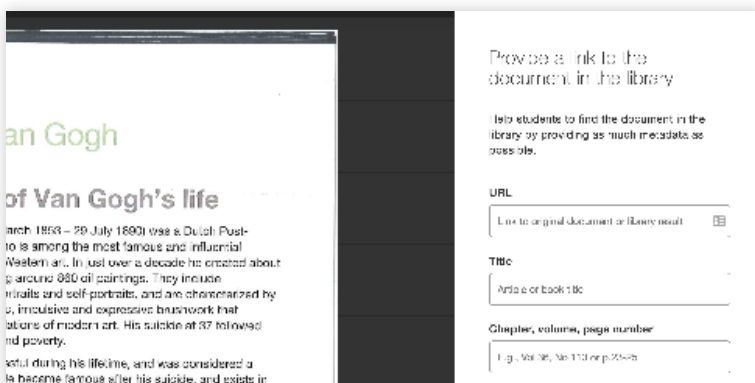 an Gogh
of Van Gogh's life
arch 1853 – 29 July 1890) was a Dutch Post-
o is among the most famous and influential
Western art. In just over a decade he created about
g around 860 oil paintings. They include
rtraits and self-portraits, and are characterized by
s, impulsive and expressive brushwork that
ations of modern art. His suicide at 37 followed
nd poverty.
ssful during his lifetime, and was considered a
e became famous after his suicide, and exists in
Provide a link to the
document in the library
Help students to find the document in the
library by providing as much metadata as
possible.
URL
Link to original document or library result
Title
Article or book title
Chapter, volume, page number
E.g., Vol 36, No 113 or p.23-25